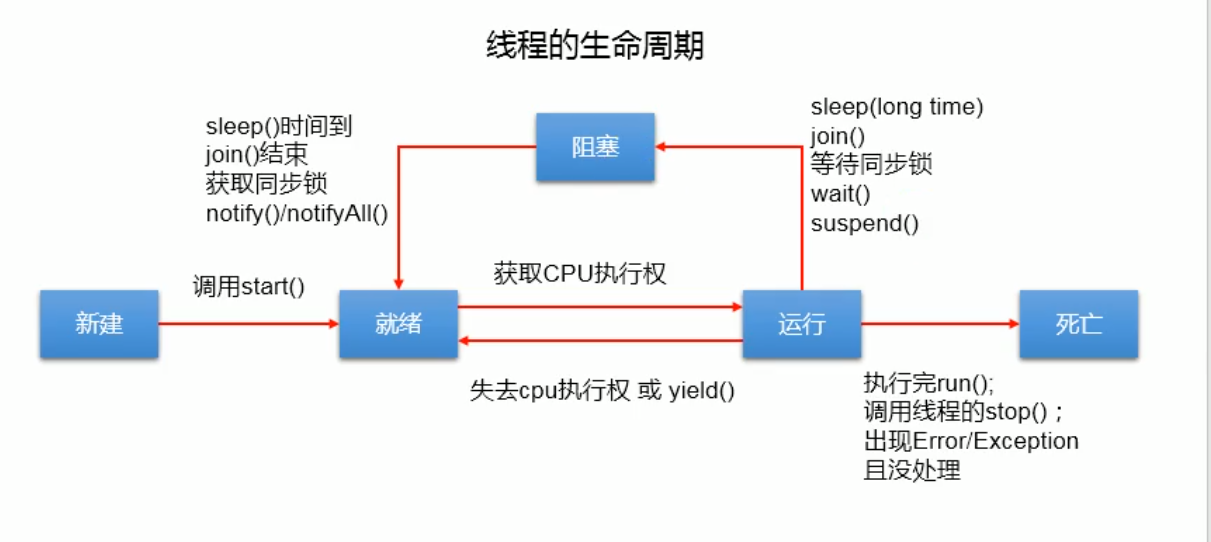 线程的生命周期
sleep()时间到
join()结束
获取同步锁
notify()/notifyAll()
阻塞
sleep(long time)
join()
等待同步锁
wait()
suspend()
新建
调用start()
就绪
获取CPU执行权
失去cpu执行权 或 yield()
运行
死亡
执行完run();
调用线程的stop()；
出现Error/Exception
且没处理